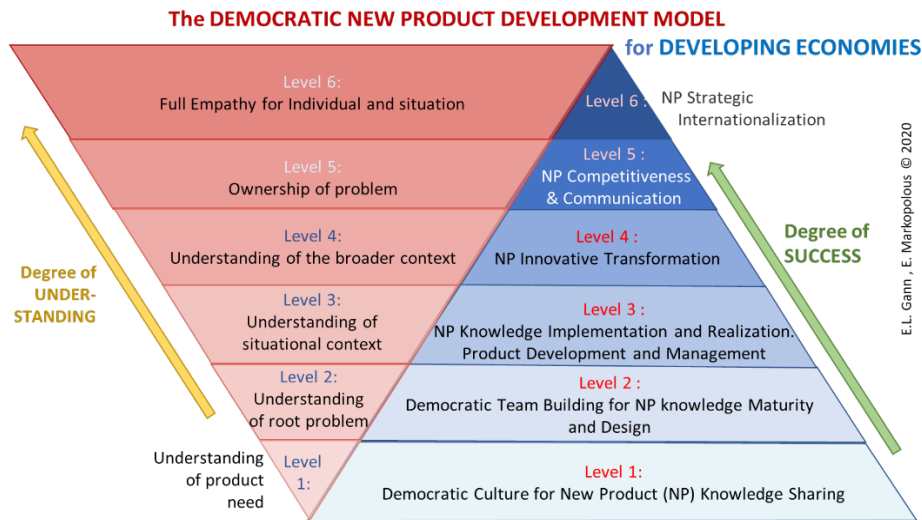 The DEMOCRATIC NEW PRODUCT DEVELOPMENT MODEL
for DEVELOPING ECONOMIES
Level 6:
Full Empathy for Individual and situation
Level 5:
Ownership of problem
Level 4:
Understanding of the broader context
Level 3:
Understanding of
situational context
Level 2:
Understanding
of root problem
Level
1:
Understanding
of product
need
Degree of
UNDER-
STANDING
Level 6 : NP Strategic
Internationalization
Level 5 :
NP Competitiveness
& Communication
Level 4 :
NP Innovative Transformation
Level 3 :
NP Knowledge Implementation and Realization.
Product Development and Management
Level 2 :
Democratic Team Building for NP knowledge Maturity
and Design
Level 1:
Democratic Culture for New Product (NP) Knowledge Sharing
Degree of
SUCCESS
E.L. Gann , E. Markopolous © 2020